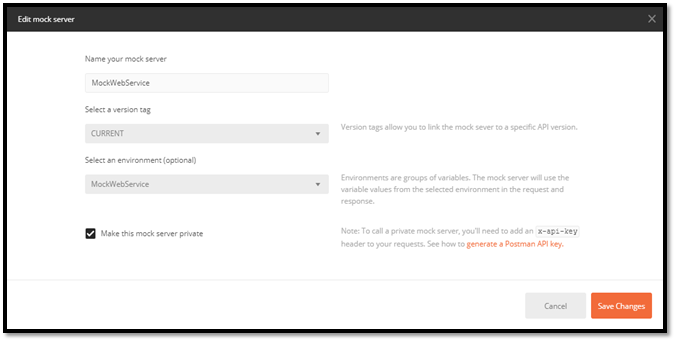 Edit mock server
Name your mock server
MockWebService
Select a version tag
CURRENT
Version tags allow you to link the mock sever to a specific API version.
Select an environment (optional)
MockWebService
Environments are groups of variables. The mock server will use the
variable values from the selected environment in the request and
response.
Make this mock server private
Note: To call a private mock server, you'll need to add an x-api-key
header to your requests. See how to generate a Postman API key.
Cancel
Save Changes